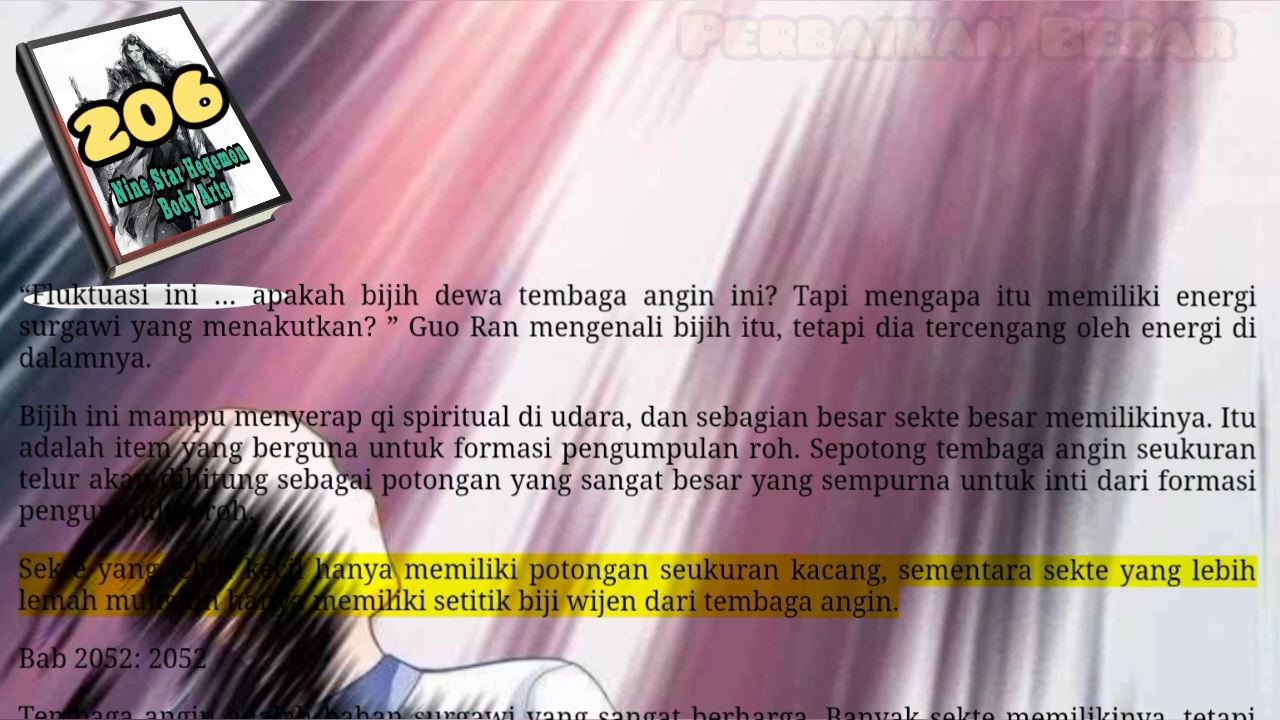 PERBAIKAN BESAR
206
Nine Star Hegemon
Body Arts
“Fluktuasi ini ... apakah bijih dewa tembaga angin ini? Tapi mengapa itu memiliki energi
surgawi yang menakutkan? ” Guo Ran mengenali bijih itu, tetapi dia tercengang oleh energi di
dalamnya.
Bijih ini mampu menyerap qi spiritual di udara, dan sebagian besar sekte besar memilikinya. Itu
adalah item yang berguna untuk formasi pengumpulan roh. Sepotong tembaga angin seukuran
telur akan dihitung sebagai potongan yang sangat besar yang sempurna untuk inti dari formasi
pengumpulan roh.
Sekte yang lebih kecil hanya memiliki potongan seukuran kacang, sementara sekte yang lebih
lemah mungkin hanya memiliki setitik biji wijen dari tembaga angin.
Bab 2052: 2052
Tembaga angin adalah bahan surgawi yang sangat berharga. Banyak sekte memilikinya, tetapi